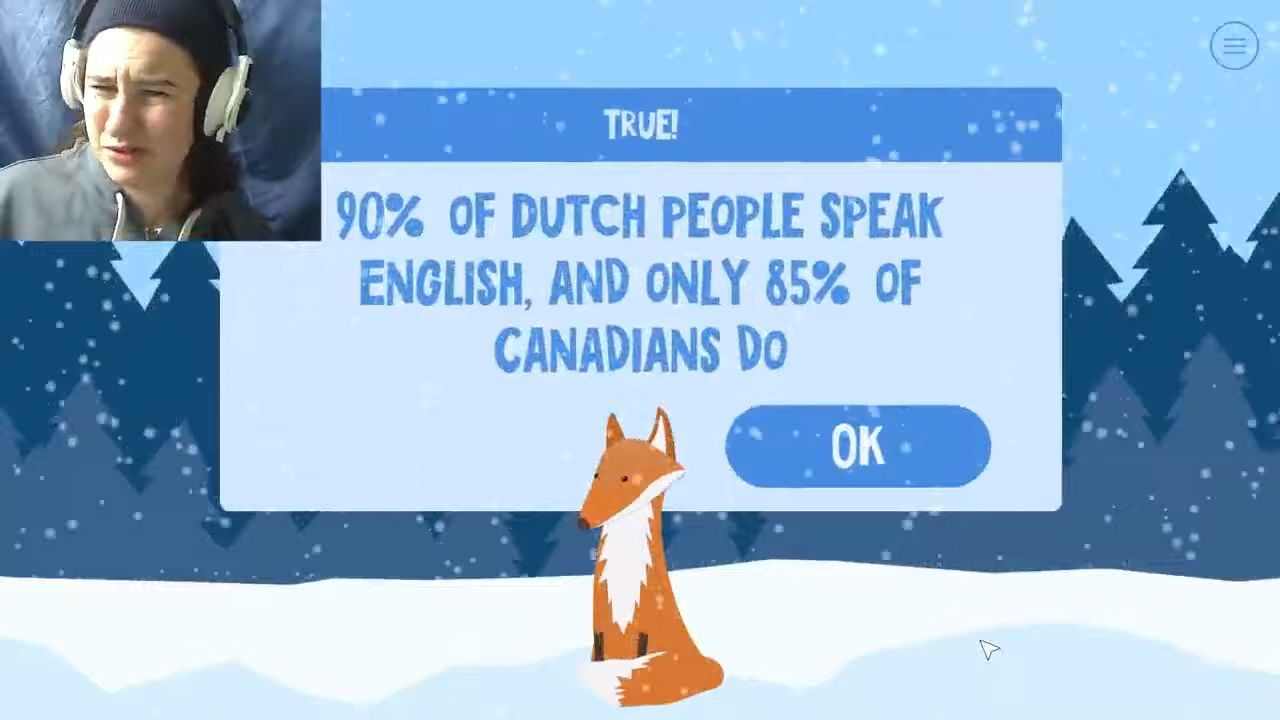 TRUE!
90% OF DUTCH PEOPLE SPEAK
ENGLISH, AND ONLY 85% OF
CANADIANS DO
OK